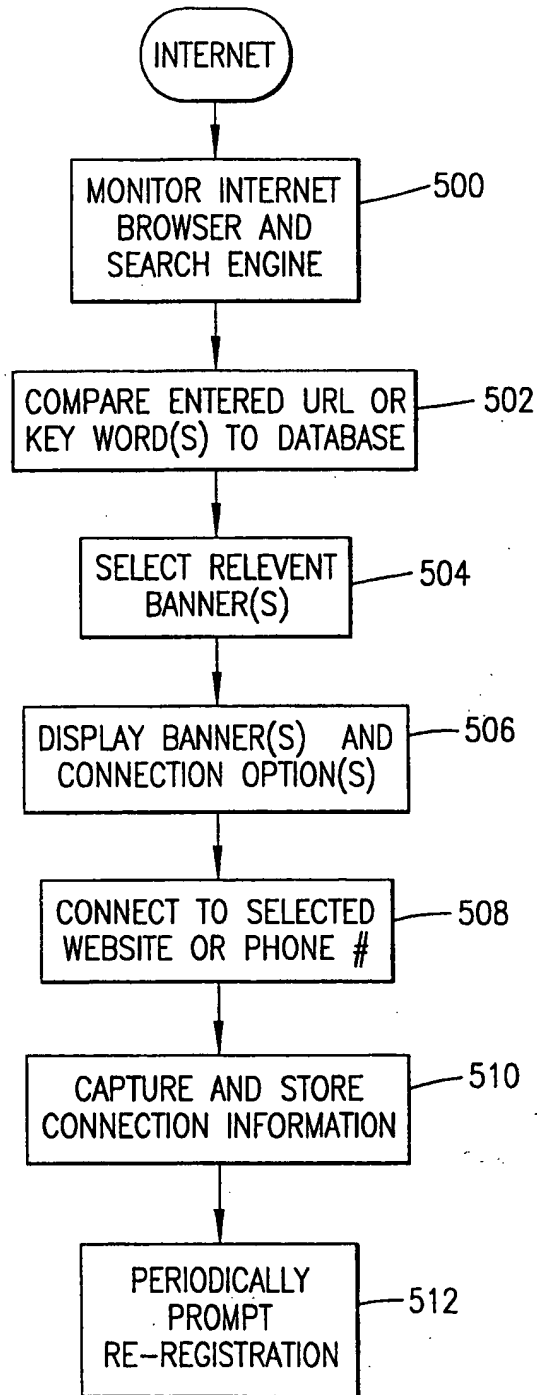 INTERNET
MONITOR INTERNET
BROWSER AND
SEARCH ENGINE
500
COMPARE ENTERED URL OR
KEY WORD(S) TO DATABASE
502
SELECT RELEVENT
BANNER(S)
504
DISPLAY BANNER(S) AND
CONNECTION OPTION(S)
506
CONNECT TO SELECTED
WEBSITE OR PHONE #
508
CAPTURE AND STORE
CONNECTION INFORMATION
510
PERIODICALLY
PROMPT
RE-REGISTRATION
512